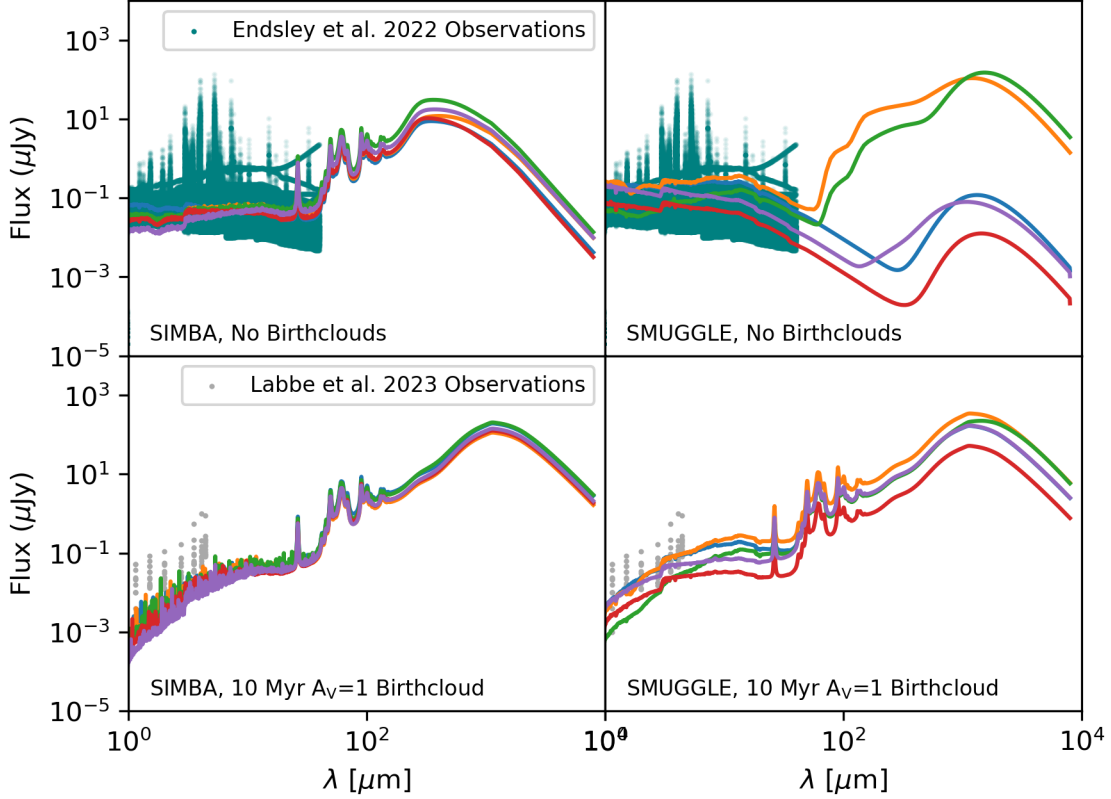 Endsley et al. 2022 Observations
Flux (μJy)
10³
10¹
10⁻¹
10⁻³
10⁻⁵
SIMBA, No Birthclouds
SMUGGLE, No Birthclouds
Labbe et al. 2023 Observations
Flux (μJy)
10³
10¹
10⁻¹
10⁻³
10⁻⁵
SIMBA, 10 Myr A_V=1 Birthcloud
SMUGGLE, 10 Myr A_V=1 Birthcloud
10⁰ 10² 10² 10⁴
λ [μm] λ [μm]